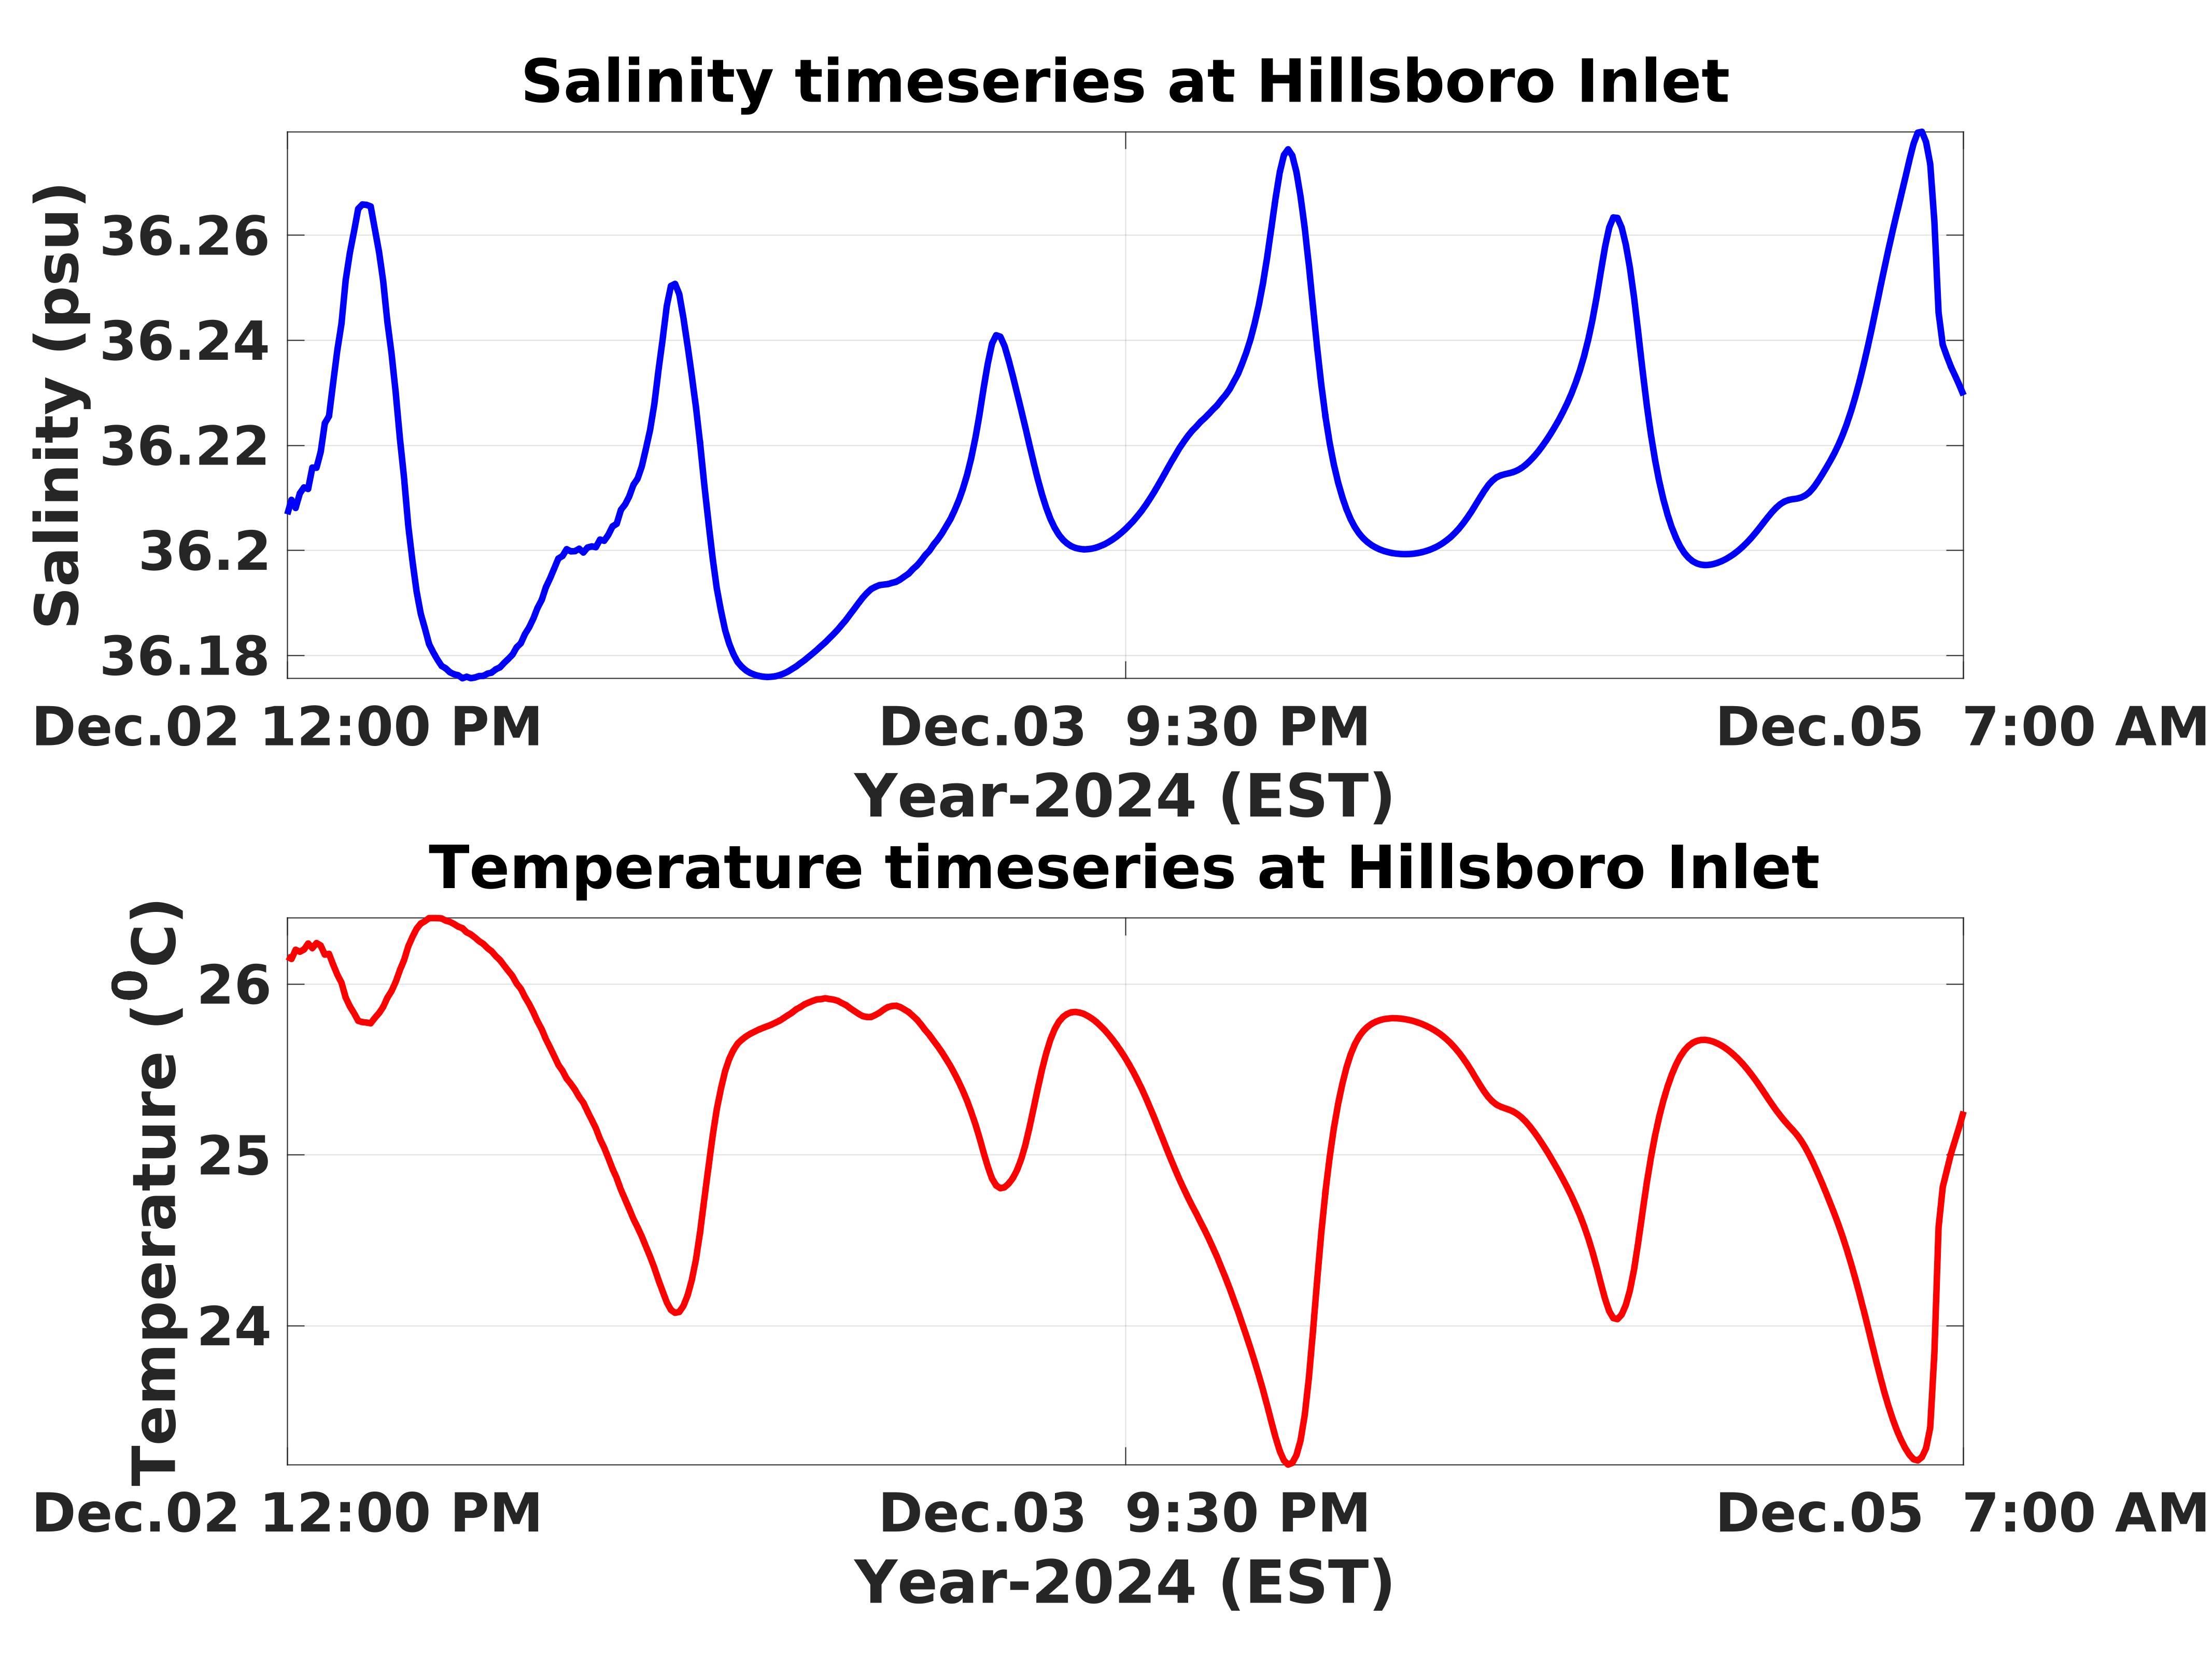 Salinity timeseries at Hillsboro Inlet
Salinity (psu)
36.26
36.24
36.22
36.2
36.18
Dec.02 12:00 PM Dec.03  9:30 PM Dec.05  7:00 AM
Year-2024 (EST)
Temperature timeseries at Hillsboro Inlet
Temperature (⁰C)
26
25
24
Dec.02 12:00 PM Dec.03  9:30 PM Dec.05  7:00 AM
Year-2024 (EST)